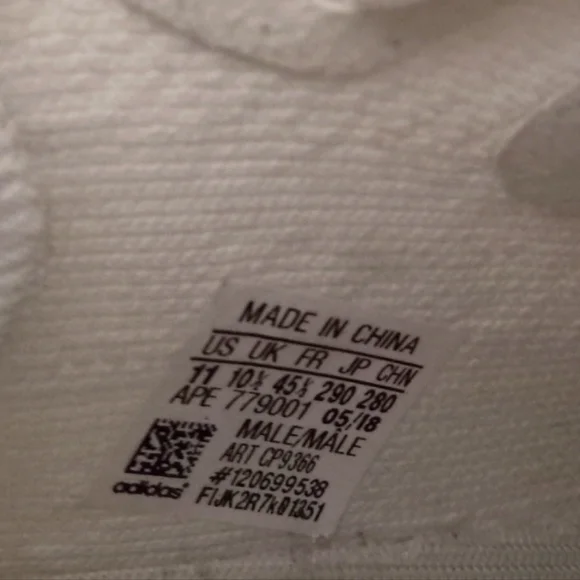 MADE IN CHINA
US UK FR JP CHN
11 10½ 45⅓ 290 280
APE 779001 05/18
MALE/MALE
ART CP9366
#120699538
adidas